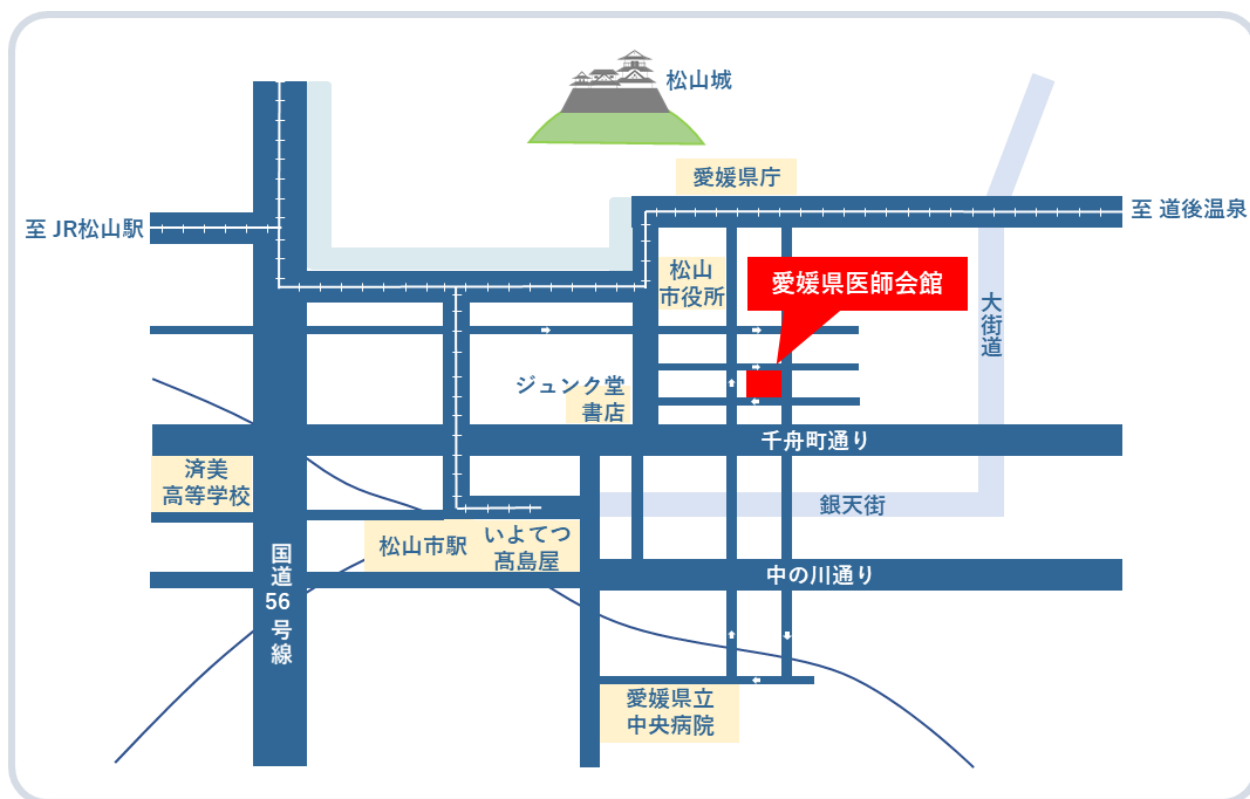 松山城
愛媛県庁
至 JR松山駅
至 道後温泉
松山
市役所
愛媛県医師会館
大街道
ジュンク堂
書店
千舟町通り
済美
高等学校
銀天街
松山市駅
いよてつ
髙島屋
国道56号線
中の川通り
愛媛県立
中央病院